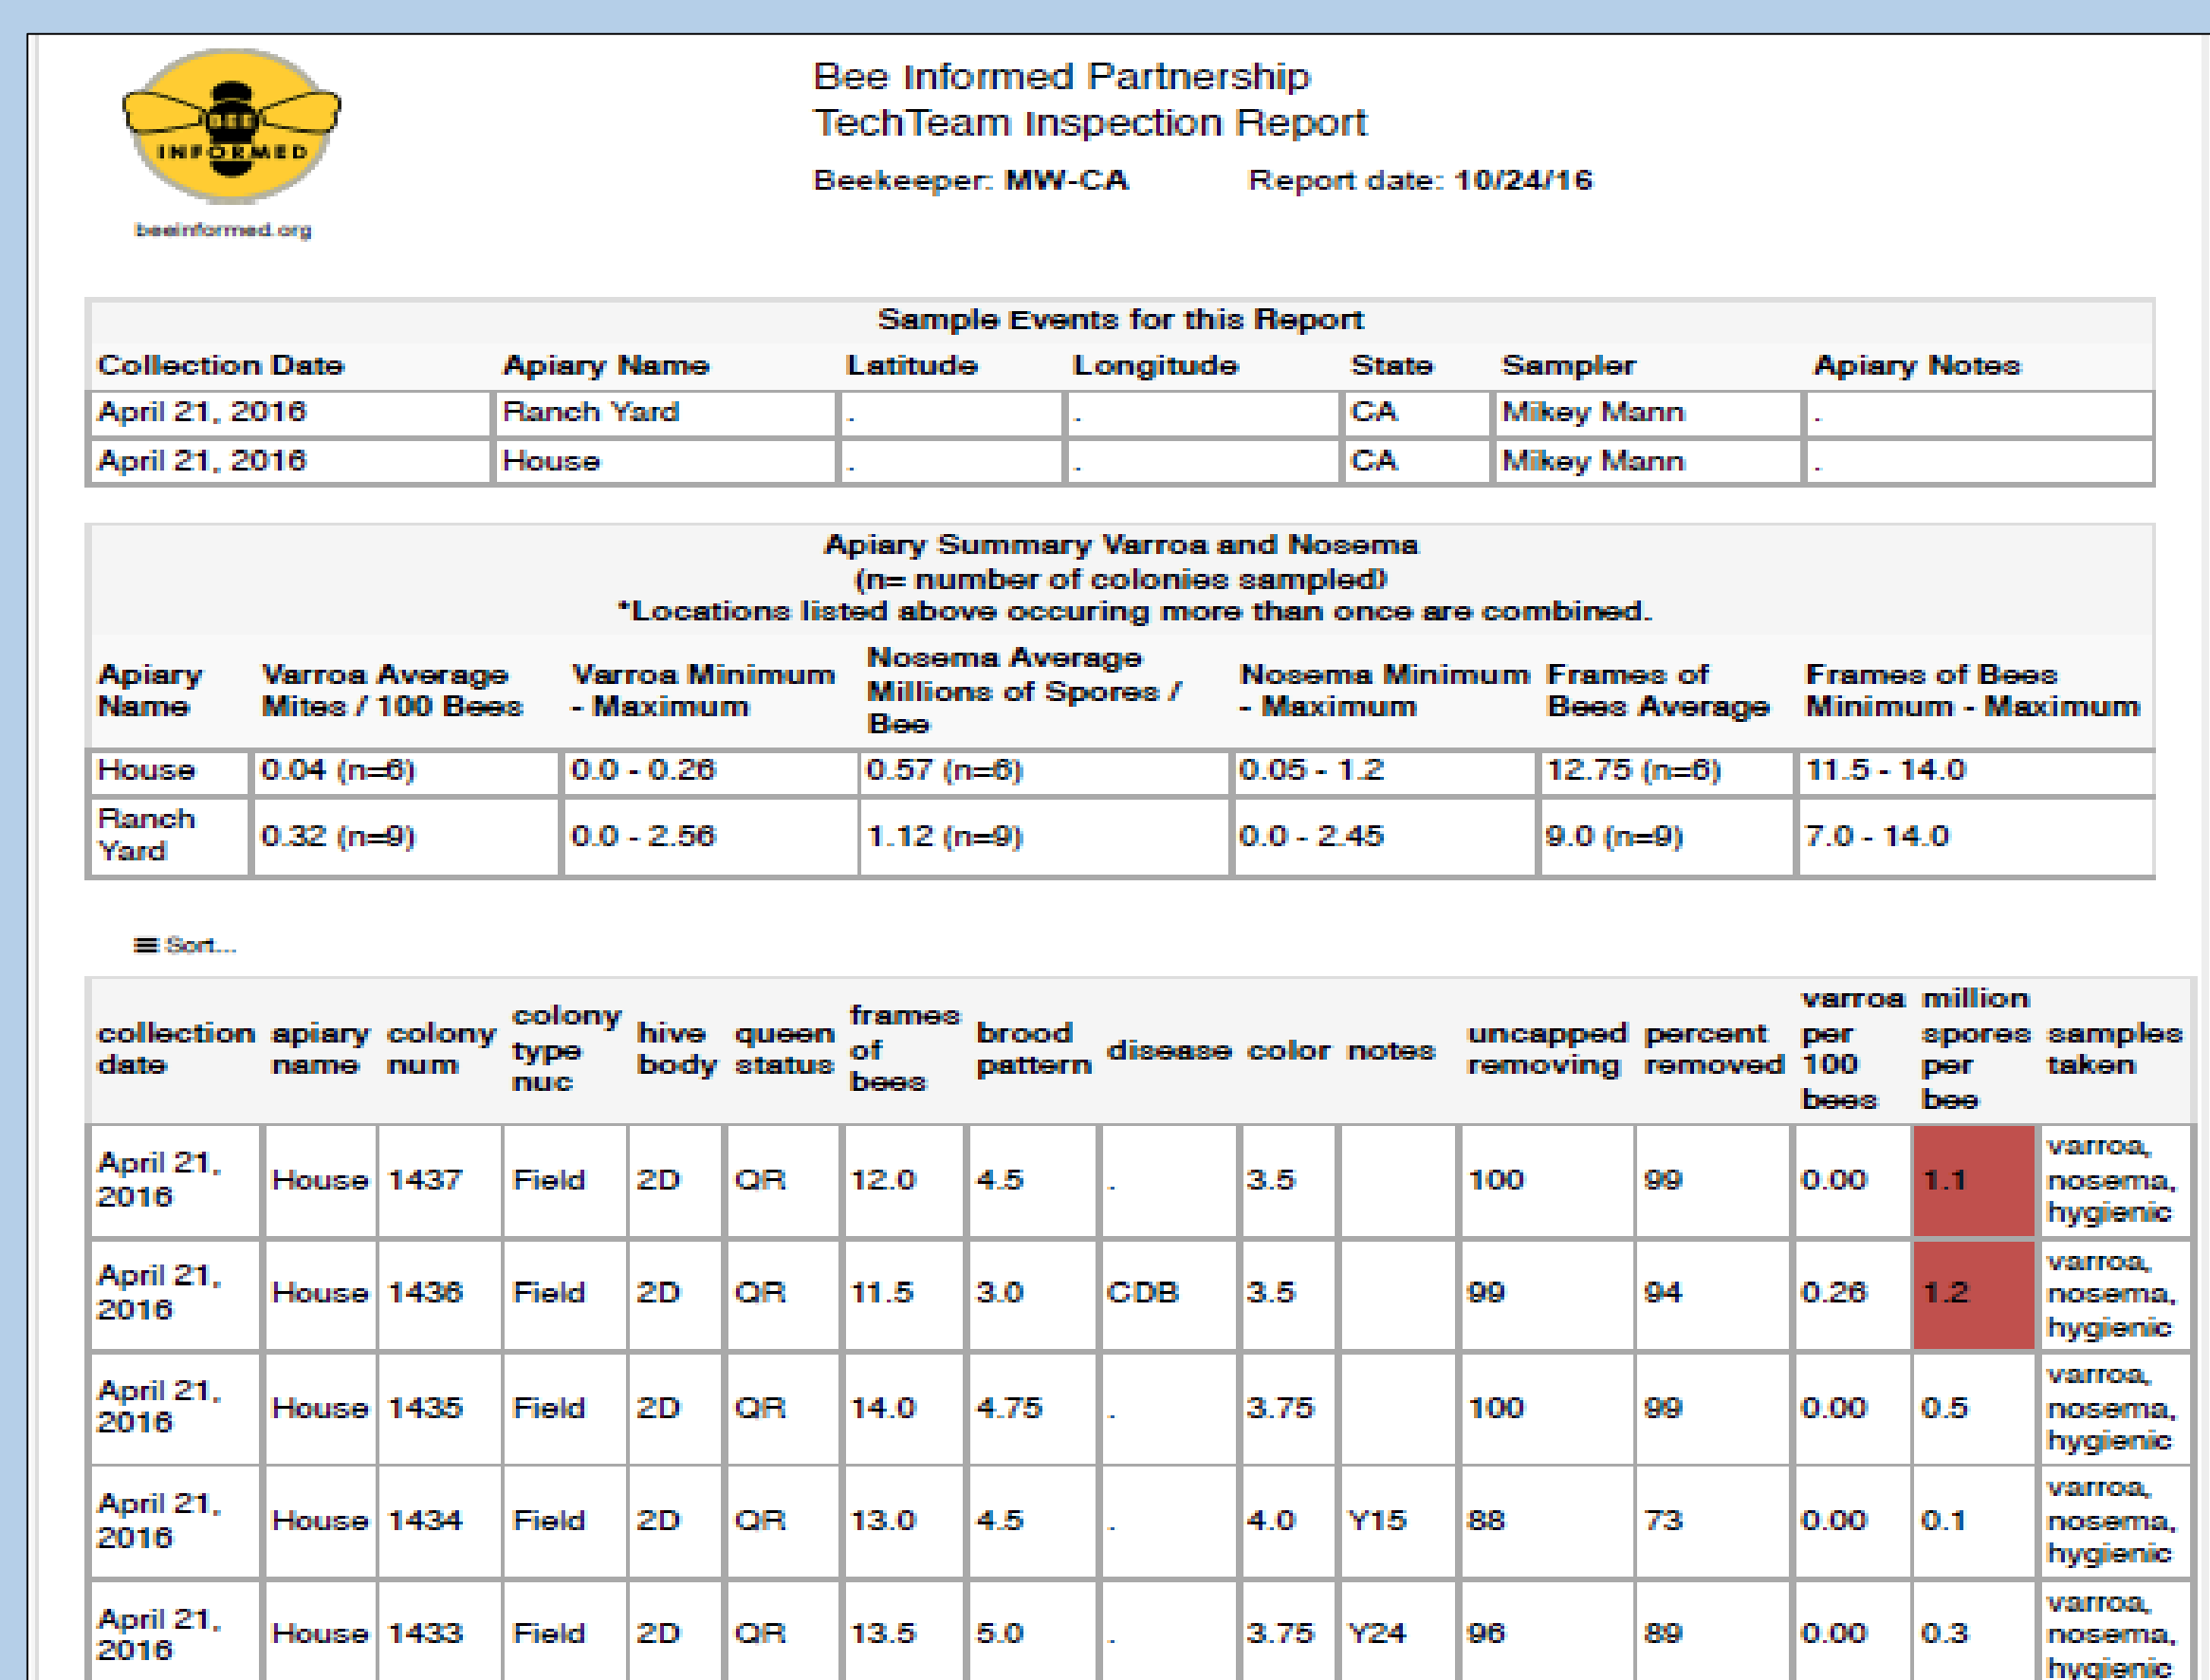 BEE
INFORMED
beeinformed.org
Bee Informed Partnership
TechTeam Inspection Report
Beekeeper: MW-CA Report date: 10/24/16
Sample Events for this Report
Collection Date Apiary Name Latitude Longitude State Sampler Apiary Notes
April 21, 2016 Ranch Yard . . CA Mikey Mann .
April 21, 2016 House . . CA Mikey Mann .
Apiary Summary Varroa and Nosema
(n= number of colonies sampled)
*Locations listed above occuring more than once are combined.
Apiary Name Varroa Average Mites / 100 Bees Varroa Minimum - Maximum Nosema Average Millions of Spores / Bee Nosema Minimum - Maximum Frames of Bees Average Frames of Bees Minimum - Maximum
House 0.04 (n=6) 0.0 - 0.26 0.57 (n=6) 0.05 - 1.2 12.75 (n=6) 11.5 - 14.0
Ranch Yard 0.32 (n=9) 0.0 - 2.56 1.12 (n=9) 0.0 - 2.45 9.0 (n=9) 7.0 - 14.0
Sort...
collection date apiary name colony num colony type nuc hive body queen status frames of bees brood pattern disease color notes uncapped removing percent removed varroa per 100 bees million spores per bee samples taken
April 21, 2016 House 1437 Field 2D QR 12.0 4.5 . 3.5 100 99 0.00 1.1 varroa, nosema, hygienic
April 21, 2016 House 1436 Field 2D QR 11.5 3.0 CDB 3.5 99 94 0.26 1.2 varroa, nosema, hygienic
April 21, 2016 House 1435 Field 2D QR 14.0 4.75 . 3.75 100 99 0.00 0.5 varroa, nosema, hygienic
April 21, 2016 House 1434 Field 2D QR 13.0 4.5 . 4.0 Y15 88 73 0.00 0.1 varroa, nosema, hygienic
April 21, 2016 House 1433 Field 2D QR 13.5 5.0 . 3.75 Y24 96 89 0.00 0.3 varroa, nosema, hygienic